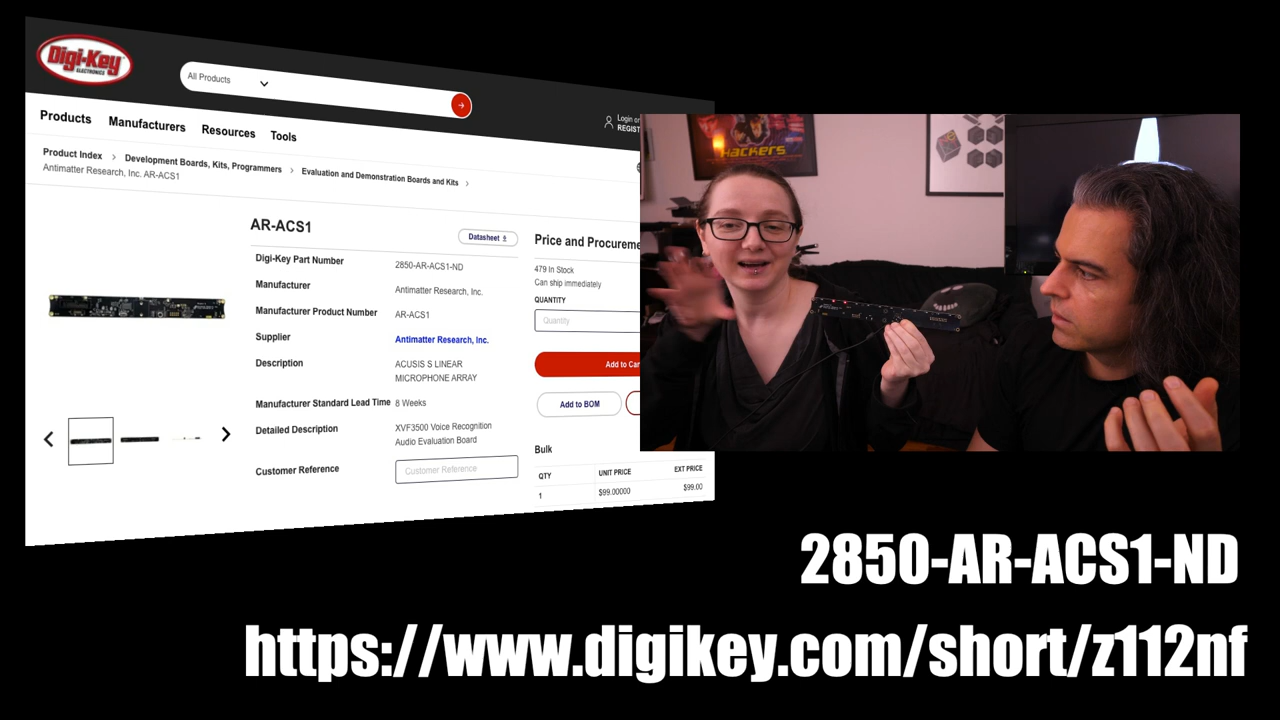 Digi-Key
ELECTRONICS
All Products
Login or
REGIST
Products Manufacturers Resources Tools
Product Index > Development Boards, Kits, Programmers > Evaluation and Demonstration Boards and Kits >
Antimatter Research, Inc. AR-ACS1
AR-ACS1
Datasheet
Digi-Key Part Number 2850-AR-ACS1-ND
Manufacturer Antimatter Research, Inc.
Manufacturer Product Number AR-ACS1
Supplier Antimatter Research, Inc.
Description ACUSIS S LINEAR
MICROPHONE ARRAY
Manufacturer Standard Lead Time 8 Weeks
Detailed Description XVF3500 Voice Recognition
Audio Evaluation Board
Customer Reference Customer Reference
Price and Procureme
479 In Stock
Can ship immediately
QUANTITY
Quantity
Add to Car
Add to BOM
Bulk
QTY UNIT PRICE EXT PRICE
1 $99.00000 $99.00
HACKERS
2850-AR-ACS1-ND
https://www.digikey.com/short/z112nf